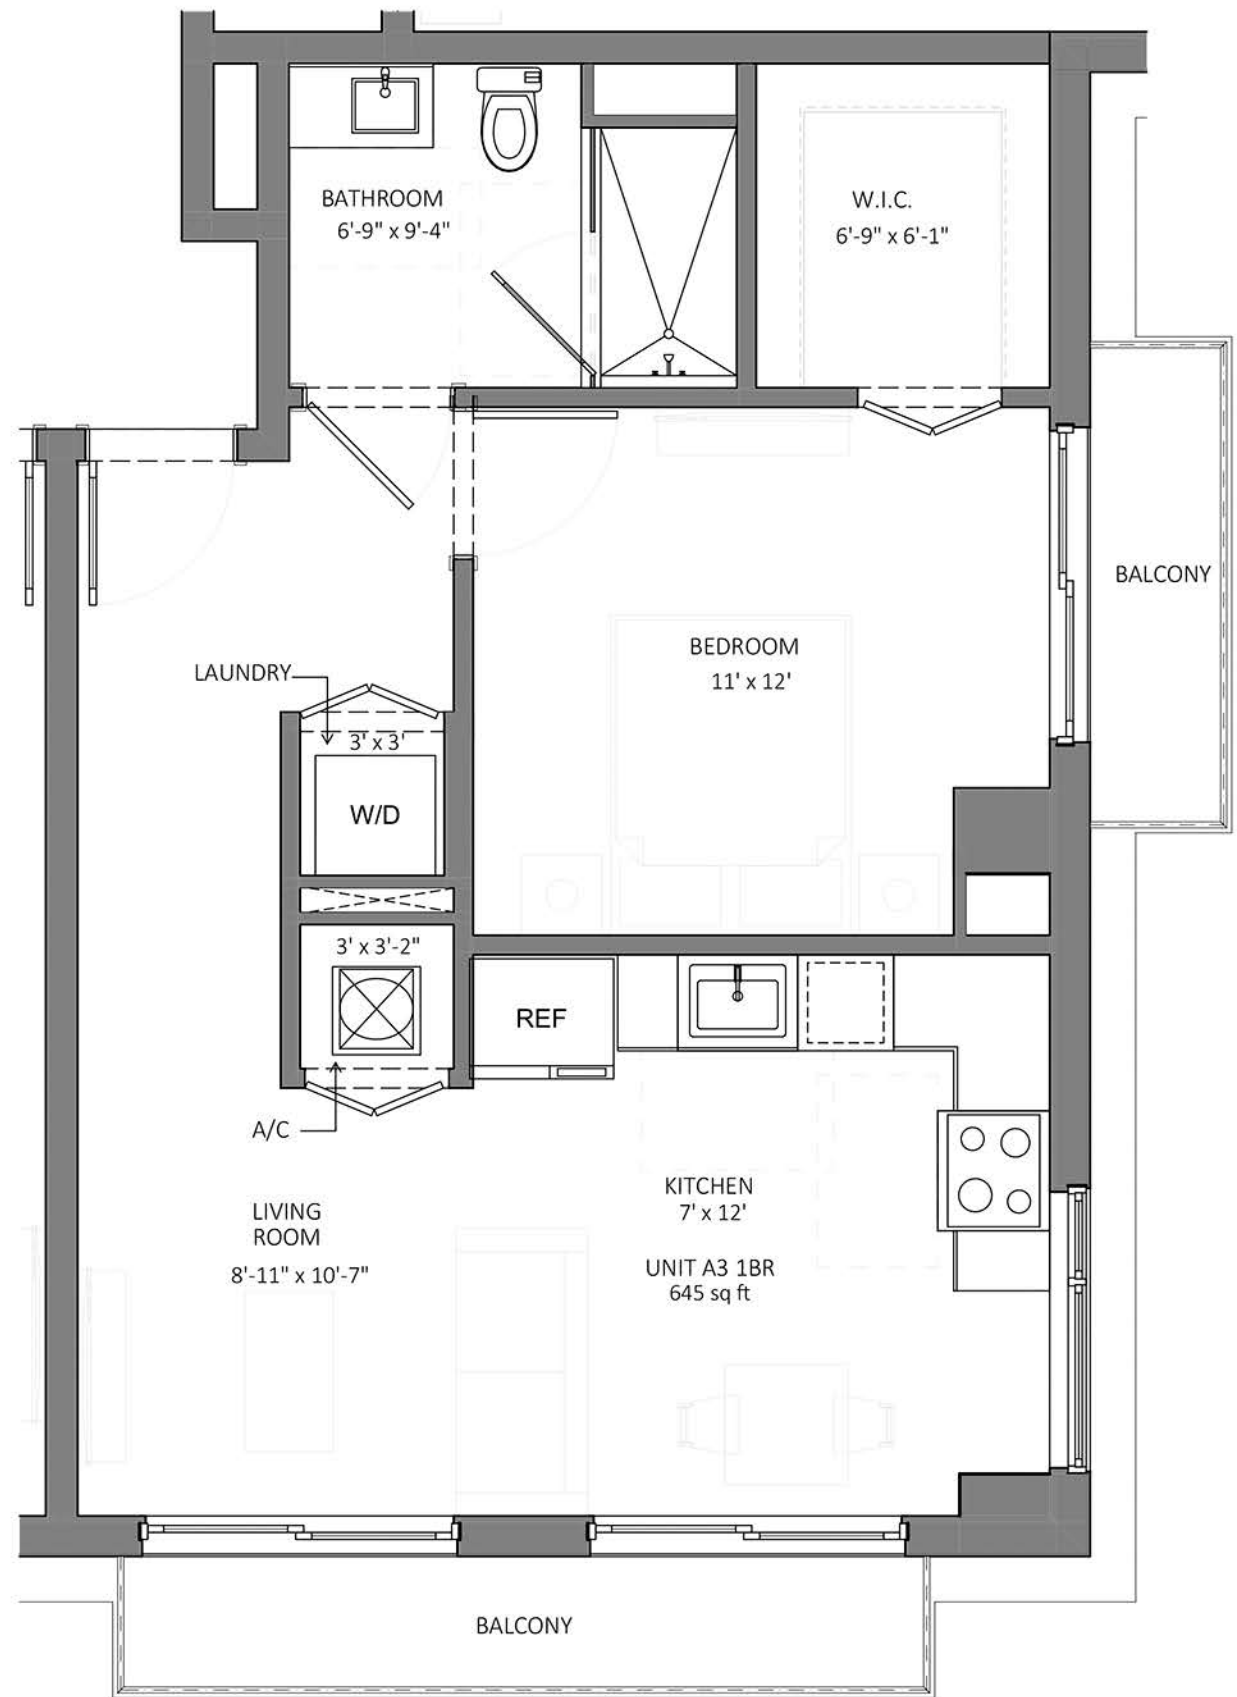 BATHROOM
6'-9" x 9'-4"
W.I.C.
6'-9" x 6'-1"
BALCONY
BEDROOM
11' x 12'
LAUNDRY
3' x 3'
W/D
3' x 3'-2"
REF
A/C
LIVING
ROOM
8'-11" x 10'-7"
KITCHEN
7' x 12'
UNIT A3 1BR
645 sq ft
BALCONY